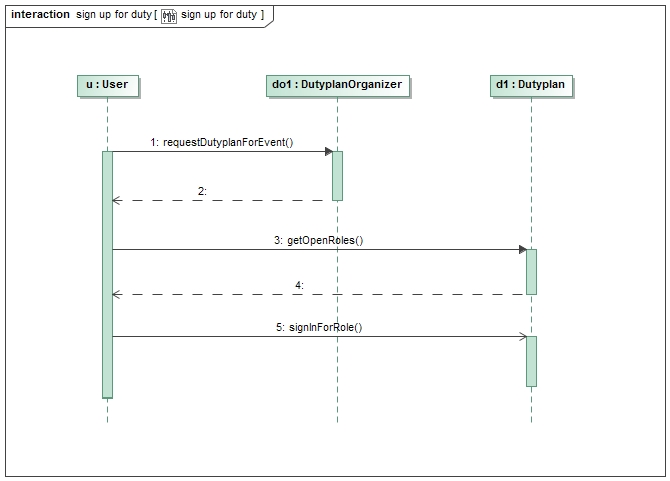 interaction sign up for duty [ sign up for duty ]
u : User
do1 : DutyplanOrganizer
d1 : Dutyplan
1: requestDutyplanForEvent()
2:
3: getOpenRoles()
4:
5: signInForRole()